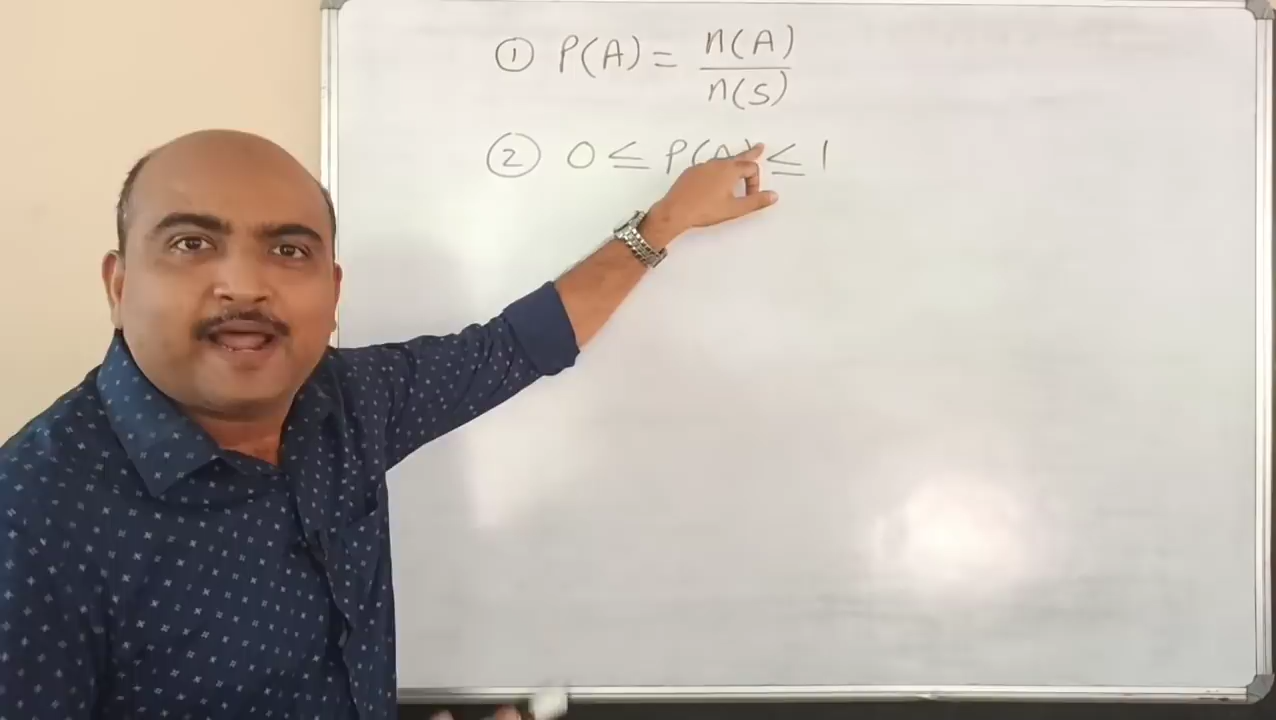 ① P(A) = n(A)/n(S)
② 0 ≤ P(A) ≤ 1